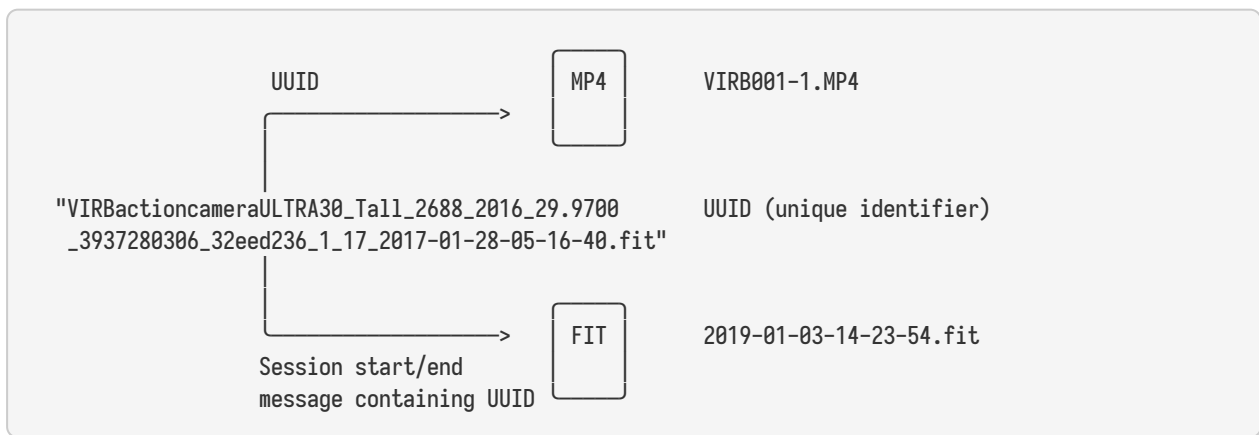 UUID MP4 VIRB001-1.MP4
"VIRBactioncameraULTRA30_Tall_2688_2016_29.9700 UUID (unique identifier)
_3937280306_32eed236_1_17_2017-01-28-05-16-40.fit"
FIT 2019-01-03-14-23-54.fit
Session start/end
message containing UUID